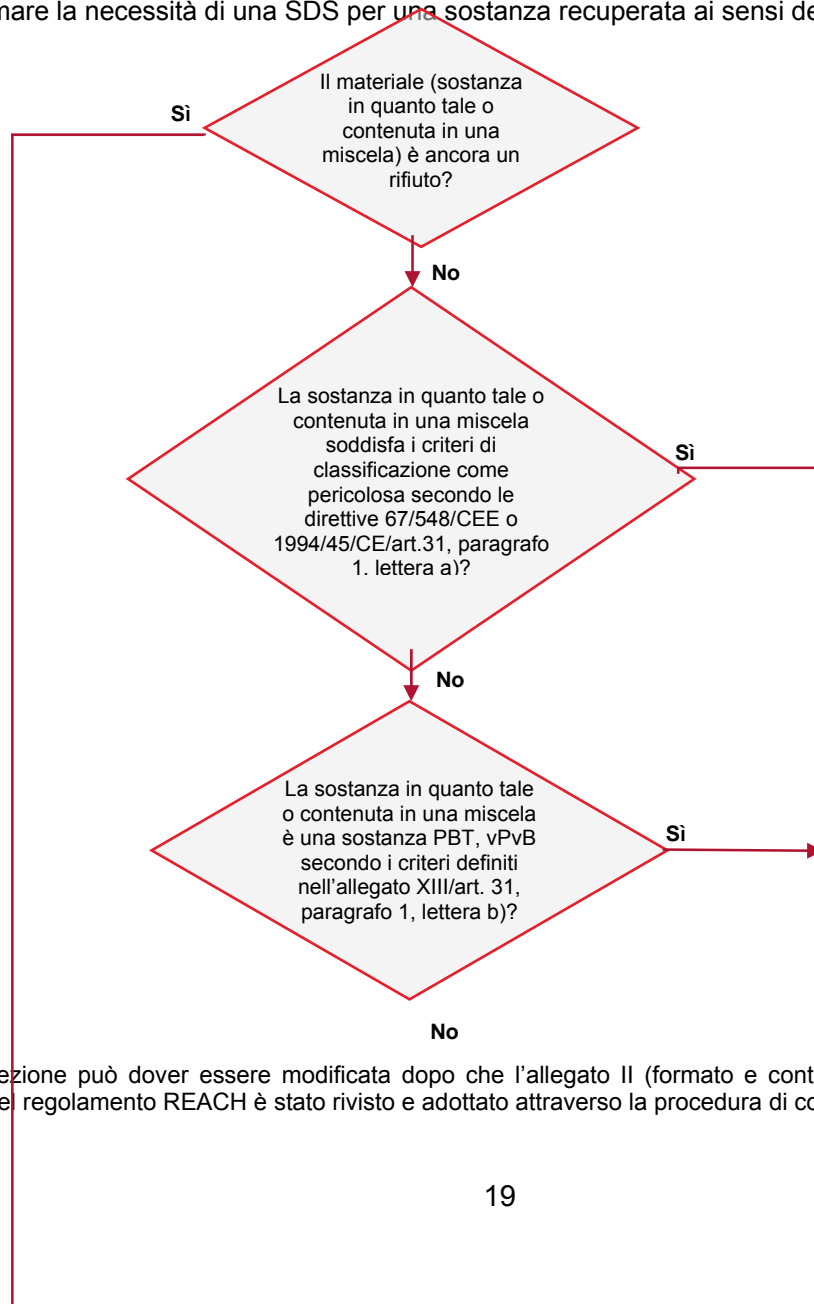 mare la necessità di una SDS per una sostanza recuperata ai sensi de
Il materiale (sostanza
in quanto tale o
contenuta in una
miscela) è ancora un
rifiuto?
Sì
No
La sostanza in quanto tale o
contenuta in una miscela
soddisfa i criteri di
classificazione come
pericolosa secondo le
direttive 67/548/CEE o
1994/45/CE/art.31, paragrafo
1, lettera a)?
Sì
No
La sostanza in quanto tale
o contenuta in una miscela
è una sostanza PBT, vPvB
secondo i criteri definiti
nell'allegato XIII/art. 31,
paragrafo 1, lettera b)?
Sì
No
ezione può dover essere modificata dopo che l'allegato II (formato e cont
el regolamento REACH è stato rivisto e adottato attraverso la procedura di co
19